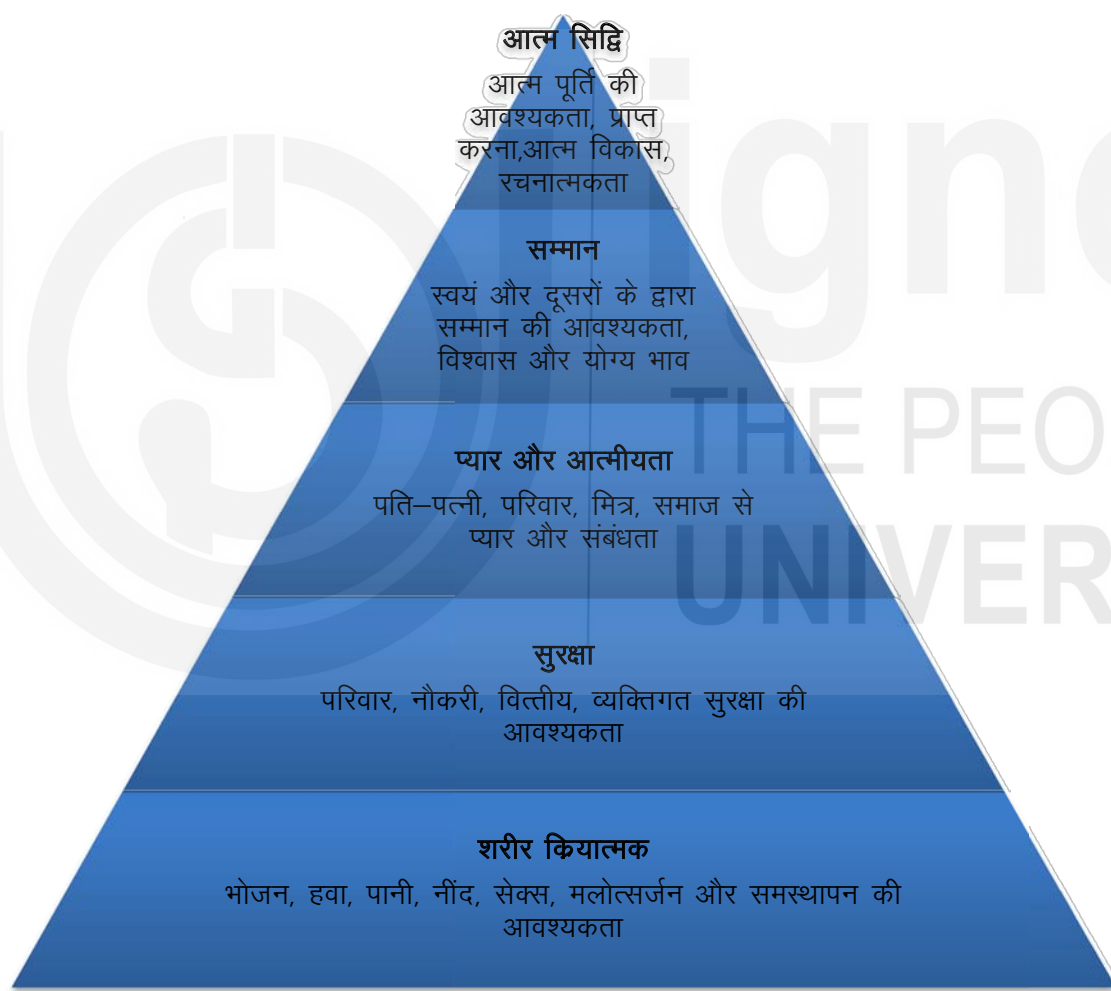 आत्म सिद्वि
आत्म पूर्ति की
आवश्यकता, प्राप्त
करना,आत्म विकास,
रचनात्मकता
सम्मान
स्वयं और दूसरों के द्वारा
सम्मान की आवश्यकता,
विश्वास और योग्य भाव
प्यार और आत्मीयता
पति–पत्नी, परिवार, मित्र, समाज से
प्यार और संबंधता
सुरक्षा
परिवार, नौकरी, वित्तीय, व्यक्तिगत सुरक्षा की
आवश्यकता
शरीर क्रियात्मक
भोजन, हवा, पानी, नींद, सेक्स, मलोत्सर्जन और समस्थापन की
आवश्यकता
ign
THE PEO
UNIVER